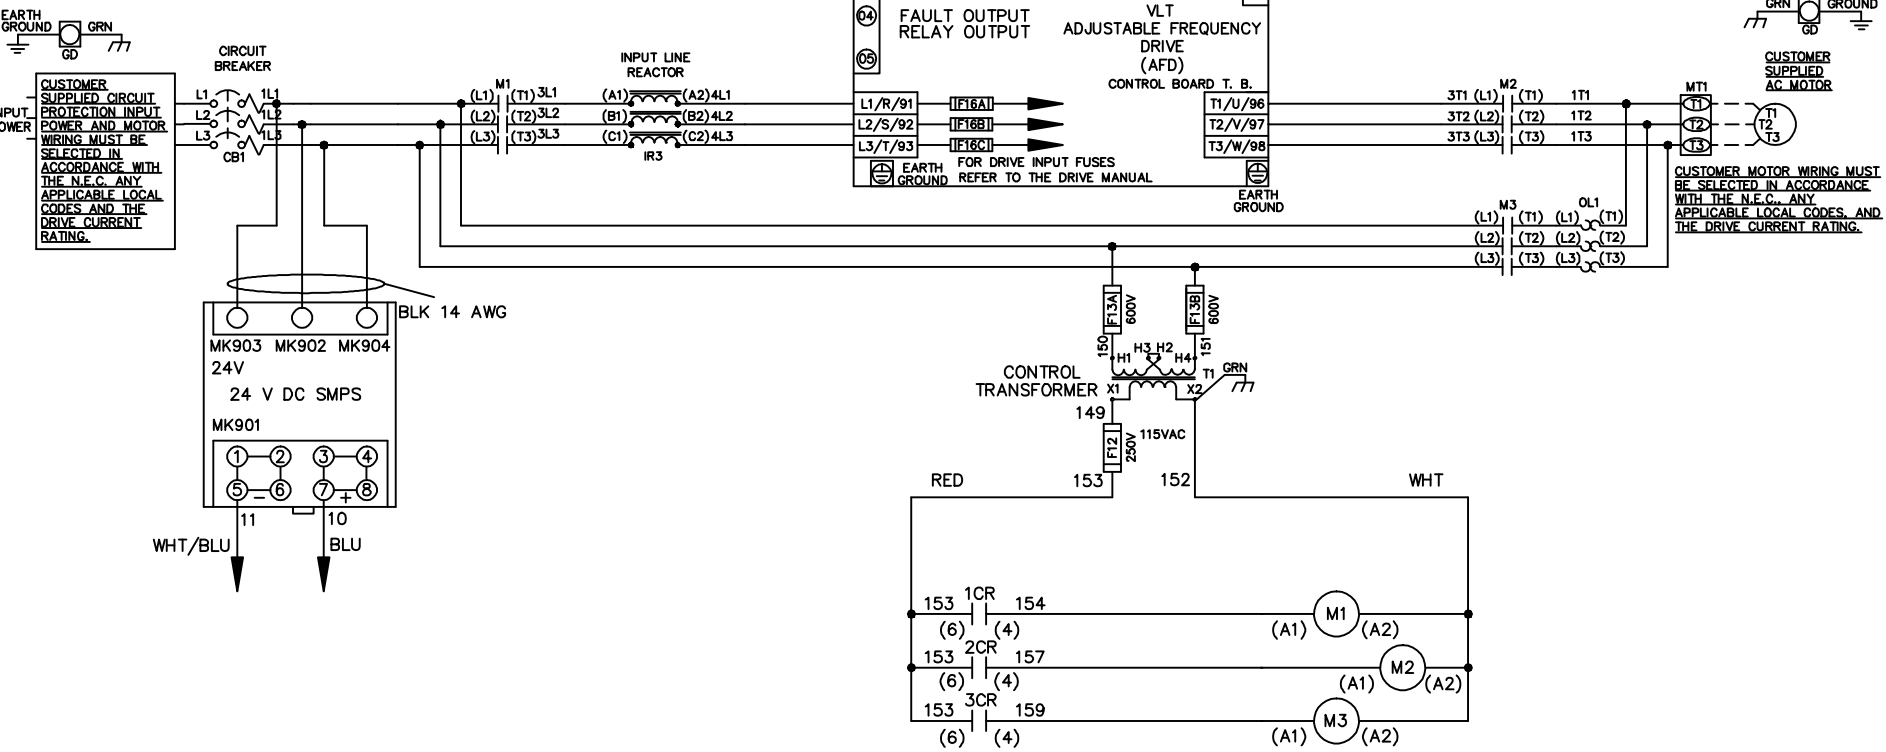 EARTH
GROUND
GRN
GD
CIRCUIT
BREAKER
CUSTOMER
SUPPLIED CIRCUIT
PROTECTION INPUT
POWER AND MOTOR
WIRING MUST BE
SELECTED IN
ACCORDANCE WITH
THE N.E.C. ANY
APPLICABLE LOCAL
CODES AND THE
DRIVE CURRENT
RATING.
L1
L2
L3
1L1
1L2
1L3
CB1
M1
(L1) (T1) 3L1
(L2) (T2) 3L2
(L3) (T3) 3L3
INPUT LINE
REACTOR
(A1) (A2) 4L1
(B1) (B2) 4L2
(C1) (C2) 4L3
IR3
04
05
FAULT OUTPUT
RELAY OUTPUT
VLT
ADJUSTABLE FREQUENCY
DRIVE
(AFD)
CONTROL BOARD T. B.
L1/R/91
L2/S/92
L3/T/93
F16A
F16B
F16C
FOR DRIVE INPUT FUSES
REFER TO THE DRIVE MANUAL
EARTH
GROUND
T1/U/96
T2/V/97
T3/W/98
EARTH
GROUND
M2
3T1 (L1) (T1) 1T1
3T2 (L2) (T2) 1T2
3T3 (L3) (T3) 1T3
GRN
GROUND
GD
CUSTOMER
SUPPLIED
AC MOTOR
MT1
T1
T2
T3
T1
T2
T3
CUSTOMER MOTOR WIRING MUST
BE SELECTED IN ACCORDANCE
WITH THE N.E.C., ANY
APPLICABLE LOCAL CODES, AND
THE DRIVE CURRENT RATING.
M3
OL1
(L1) (T1) (L1) (T1)
(L2) (T2) (L2) (T2)
(L3) (T3) (L3) (T3)
BLK 14 AWG
MK903 MK902 MK904
24V
24 V DC SMPS
MK901
1 2 3 4
5 - 6 7 + 8
11
10
WHT/BLU
BLU
F13A
600V
F13B
600V
150
151
H1 H3 H2 H4
CONTROL
TRANSFORMER
T1
GRN
X1 X2
149
F12
250V
115VAC
153
152
RED
WHT
1CR
153 154
(6) (4)
M1
(A1) (A2)
2CR
153 157
(6) (4)
M2
(A1) (A2)
3CR
153 159
(6) (4)
M3
(A1) (A2)